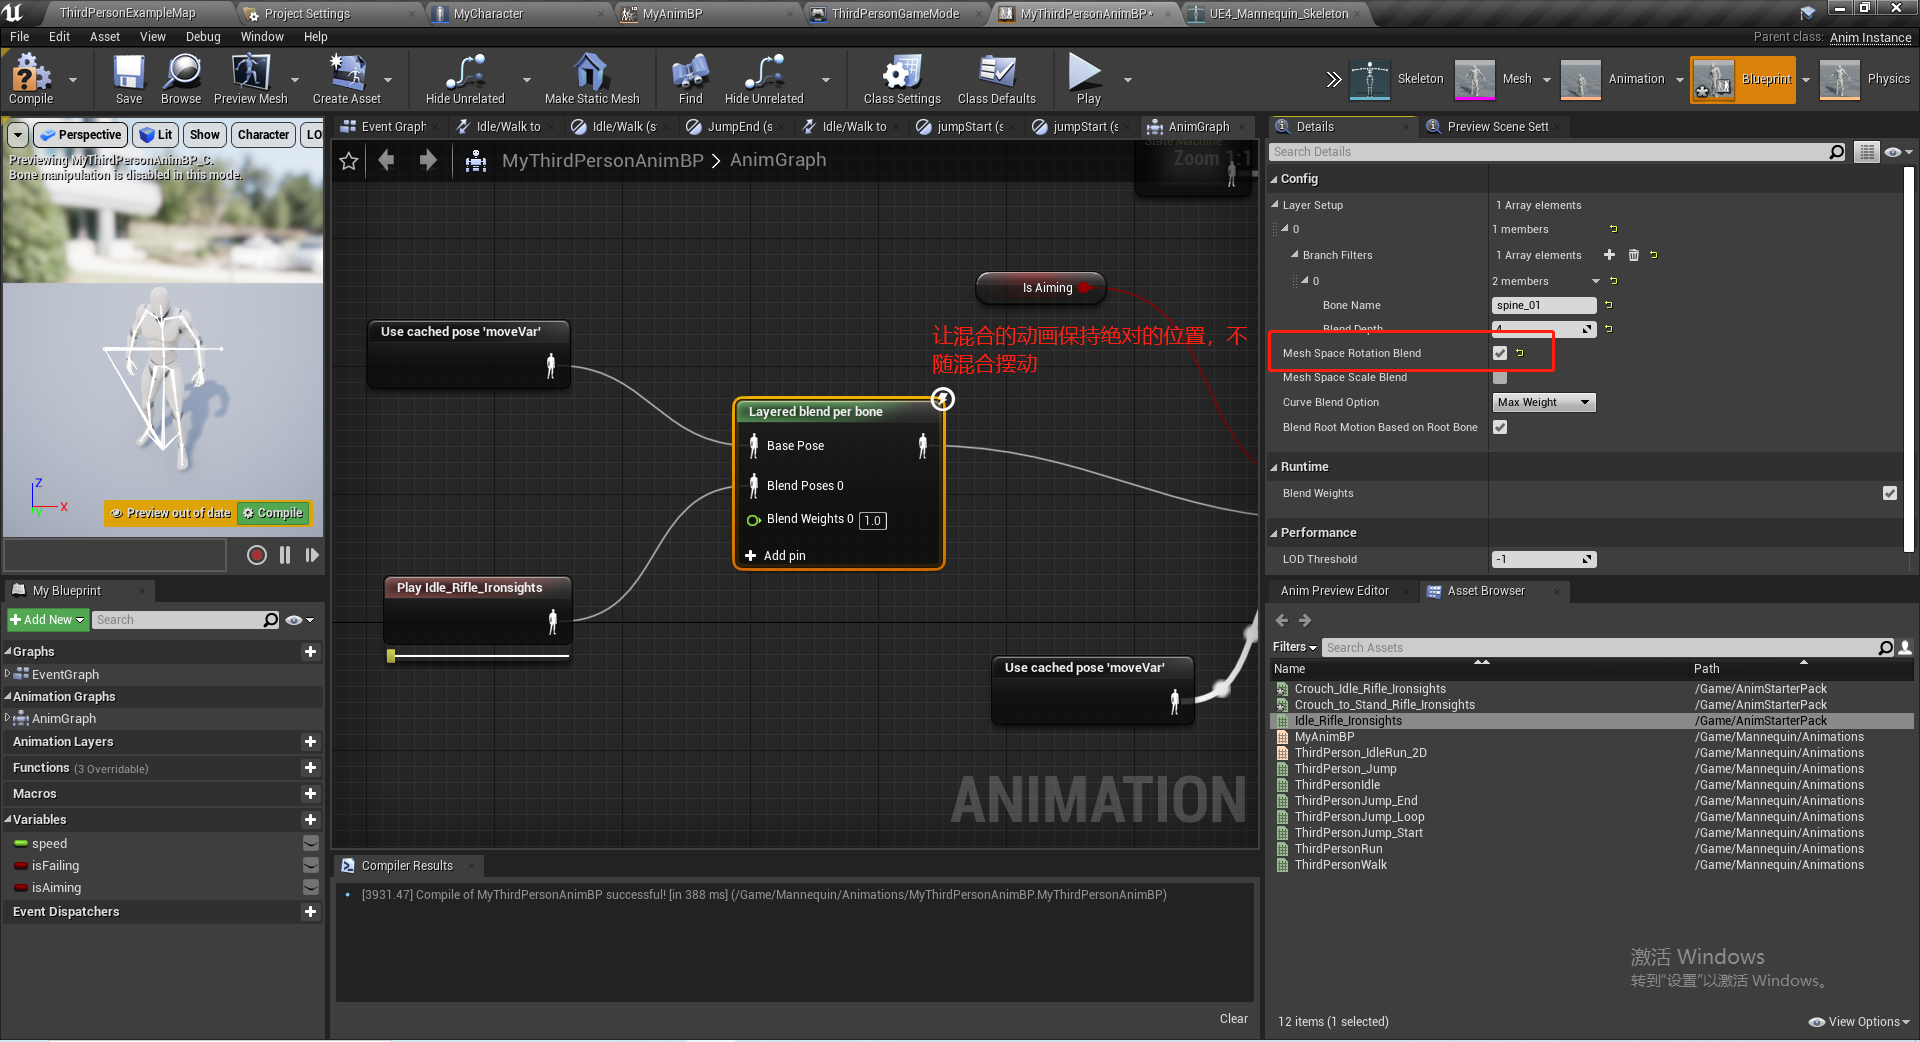 ThirdPersonExampleMap
Project Settings
MyCharacter
MyAnimBP
ThirdPersonGameMode
MyThirdPersonAnimBP*
UE4_Mannequin_Skeleton
File Edit Asset View Debug Window Help
Parent class: Anim Instance
Compile
Save
Browse
Preview Mesh
Create Asset
Hide Unrelated
Make Static Mesh
Find
Hide Unrelated
Class Settings
Class Defaults
Play
Skeleton
Mesh
Animation
Blueprint
Physics
Perspective
Lit
Show
Character
LO
Previewing MyThirdPersonAnimBP_C.
Bone manipulation is disabled in this mode.
Z
X
Y
Preview out of date
Compile
Event Graph
Idle/Walk to
Idle/Walk (s
JumpEnd (s
Idle/Walk to
jumpStart (s
jumpStart (s
AnimGraph
MyThirdPersonAnimBP > AnimGraph
State Machine
Zoom 1:1
Is Aiming
让混合的动画保持绝对的位置，不
随混合摆动
Use cached pose 'moveVar'
Layered blend per bone
Base Pose
Blend Poses 0
Blend Weights 0 1.0
Add pin
Play Idle_Rifle_Ironsights
Use cached pose 'moveVar'
ANIMATION
My Blueprint
Add New
Search
Graphs
EventGraph
Animation Graphs
AnimGraph
Animation Layers
Functions (3 Overridable)
Macros
Variables
speed
isFailing
isAiming
Event Dispatchers
Compiler Results
[3931.47] Compile of MyThirdPersonAnimBP successful! [in 388 ms] (/Game/Mannequin/Animations/MyThirdPersonAnimBP.MyThirdPersonAnimBP)
Clear
Details
Preview Scene Sett
Search Details
Config
Layer Setup 1 Array elements
0 1 members
Branch Filters 1 Array elements
0 2 members
Bone Name spine_01
Blend Depth 4
Mesh Space Rotation Blend
Mesh Space Scale Blend
Curve Blend Option Max Weight
Blend Root Motion Based on Root Bone
Runtime
Blend Weights
Performance
LOD Threshold -1
Anim Preview Editor
Asset Browser
Filters
Search Assets
Name Path
Crouch_Idle_Rifle_Ironsights /Game/AnimStarterPack
Crouch_to_Stand_Rifle_Ironsights /Game/AnimStarterPack
Idle_Rifle_Ironsights /Game/AnimStarterPack
MyAnimBP /Game/Mannequin/Animations
ThirdPerson_IdleRun_2D /Game/Mannequin/Animations
ThirdPerson_Jump /Game/Mannequin/Animations
ThirdPersonIdle /Game/Mannequin/Animations
ThirdPersonJump_End /Game/Mannequin/Animations
ThirdPersonJump_Loop /Game/Mannequin/Animations
ThirdPersonJump_Start /Game/Mannequin/Animations
ThirdPersonRun /Game/Mannequin/Animations
ThirdPersonWalk /Game/Mannequin/Animations
激活 Windows
转到“设置”以激活 Windows。
12 items (1 selected)
View Options